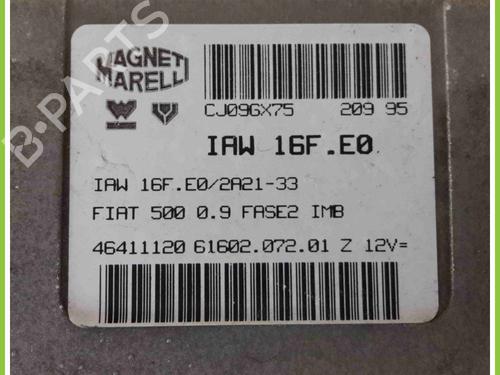 MAGNETI
MARELLI
CJ096X75 209 95
IAW 16F.E0
IAW 16F.E0/2A21-33
FIAT 500 0.9 FASE2 IMB
46411120 61602.072.01 Z 12V=
B-PARTS